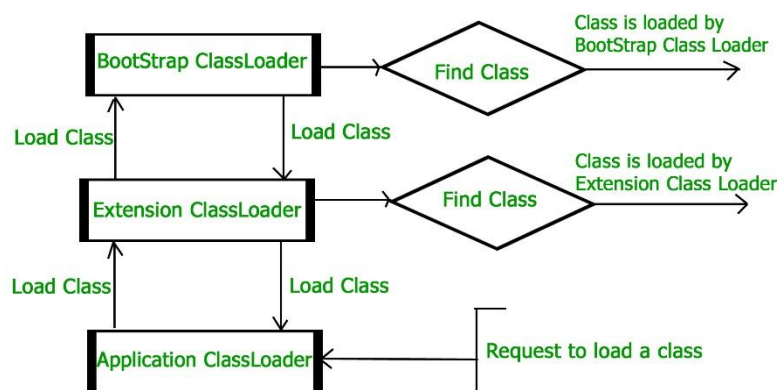 BootStrap ClassLoader
Find Class
Class is loaded by
BootStrap Class Loader
Load Class
Load Class
Extension ClassLoader
Find Class
Class is loaded by
Extension Class Loader
Load Class
Load Class
Application ClassLoader
Request to load a class